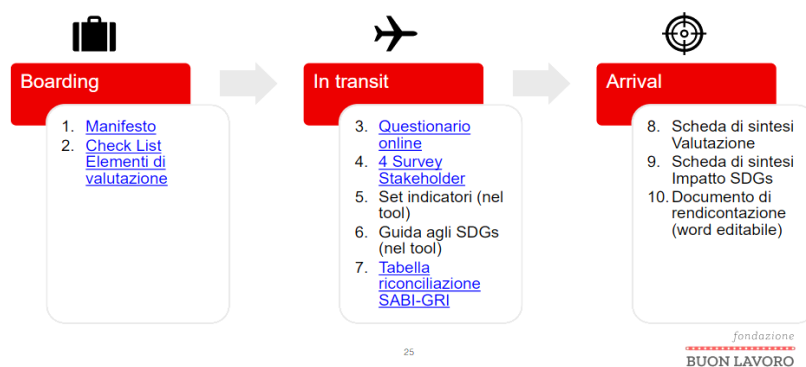 Boarding
1. Manifesto
2. Check List
Elementi di
valutazione
In transit
3. Questionario
online
4. 4 Survey
Stakeholder
5. Set indicatori (nel
tool)
6. Guida agli SDGs
(nel tool)
7. Tabella
riconciliazione
SABI-GRI
Arrival
8. Scheda di sintesi
Valutazione
9. Scheda di sintesi
Impatto SDGs
10. Documento di
rendicontazione
(word editabile)
25
fondazione
BUON LAVORO